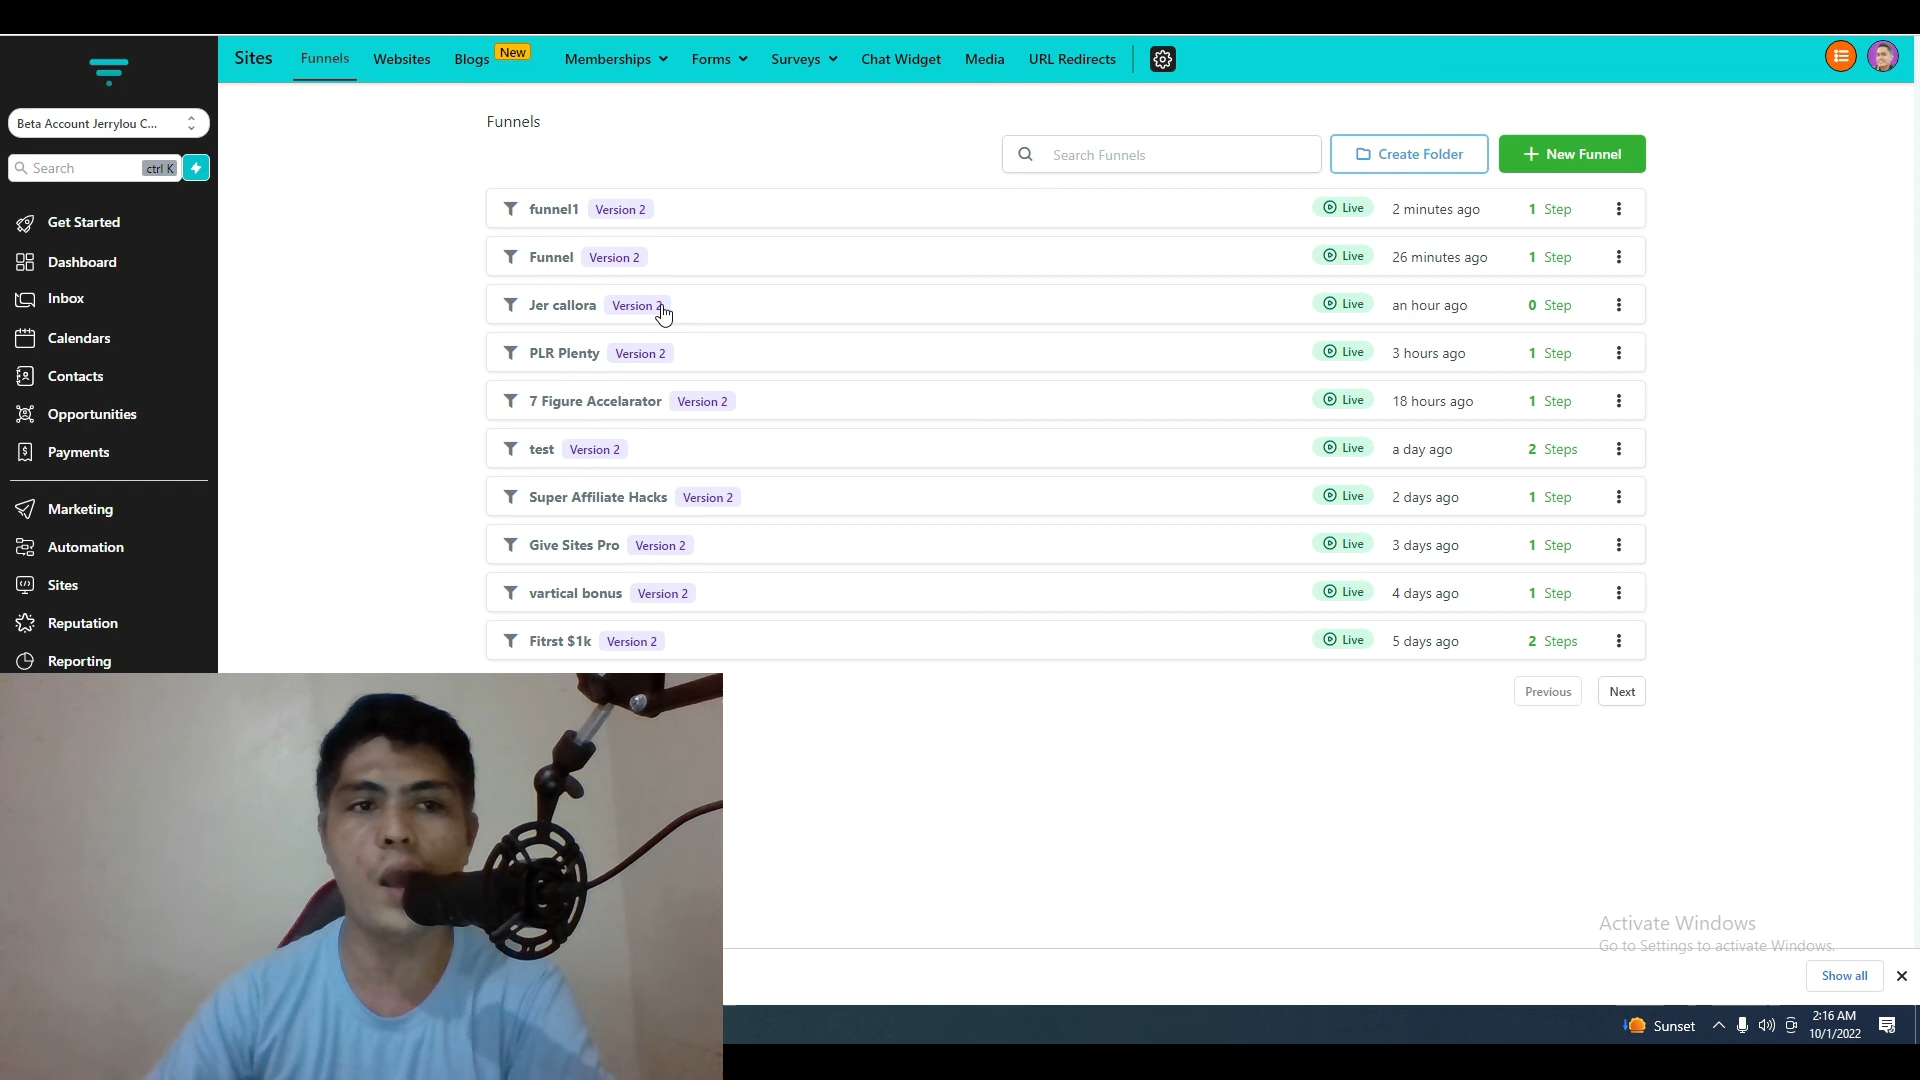 Sites Funnels Websites Blogs New Memberships Forms Surveys Chat Widget Media URL Redirects
Beta Account Jerrylou C...
Search ctrl K
Get Started
Dashboard
Inbox
Calendars
Contacts
Opportunities
Payments
Marketing
Automation
Sites
Reputation
Reporting
Funnels
Search Funnels Create Folder + New Funnel
funnel1 Version 2 Live 2 minutes ago 1 Step
Funnel Version 2 Live 26 minutes ago 1 Step
Jer callora Version 2 Live an hour ago 0 Step
PLR Plenty Version 2 Live 3 hours ago 1 Step
7 Figure Accelarator Version 2 Live 18 hours ago 1 Step
test Version 2 Live a day ago 2 Steps
Super Affiliate Hacks Version 2 Live 2 days ago 1 Step
Give Sites Pro Version 2 Live 3 days ago 1 Step
vartical bonus Version 2 Live 4 days ago 1 Step
Fitrst $1k Version 2 Live 5 days ago 2 Steps
Previous Next
Activate Windows
Go to Settings to activate Windows.
Show all
Sunset 2:16 AM
10/1/2022